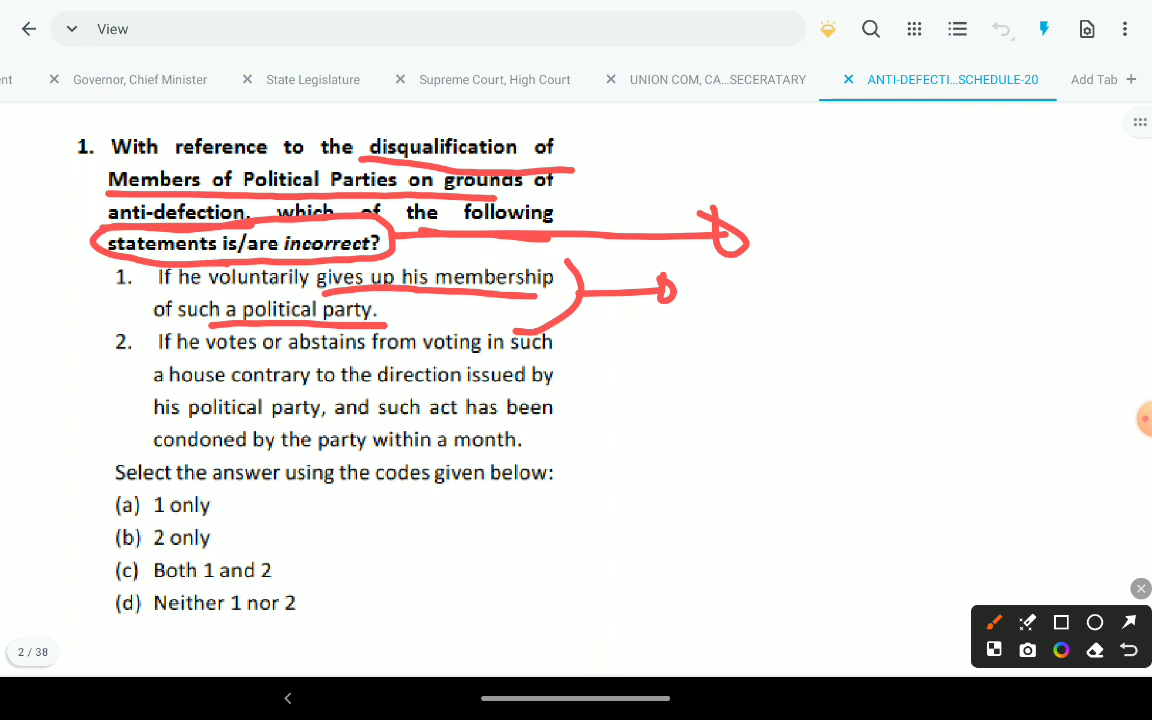 View
nt
Governor, Chief Minister
State Legislature
Supreme Court, High Court
UNION COM, CA...SECERATARY
ANTI-DEFECTI...SCHEDULE-20
Add Tab +
1. With reference to the disqualification of
Members of Political Parties on grounds of
anti-defection, which of the following
statements is/are incorrect?
1. If he voluntarily gives up his membership
of such a political party.
2. If he votes or abstains from voting in such
a house contrary to the direction issued by
his political party, and such act has been
condoned by the party within a month.
Select the answer using the codes given below:
(a) 1 only
(b) 2 only
(c) Both 1 and 2
(d) Neither 1 nor 2
2 / 38